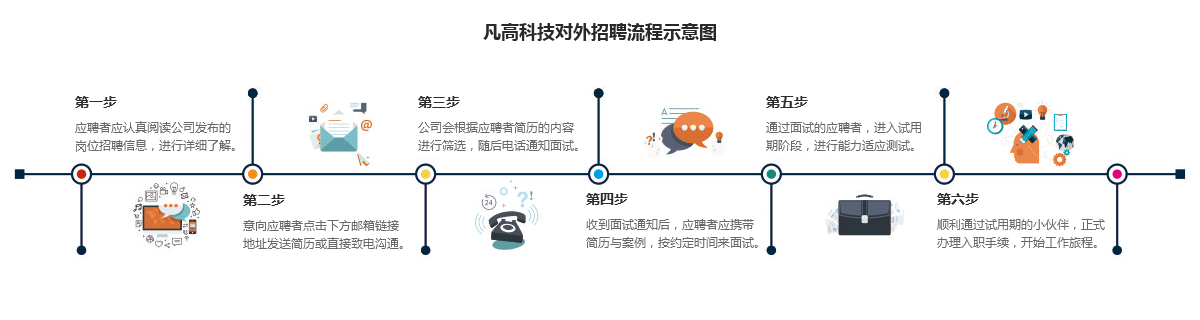 凡高科技对外招聘流程示意图
第一步
应聘者应认真阅读公司发布的
岗位招聘信息，进行详细了解。
第二步
意向应聘者点击下方邮箱链接
地址发送简历或直接致电沟通。
第三步
公司会根据应聘者简历的内容
进行筛选，随后电话通知面试。
24
第四步
收到面试通知后，应聘者应携带
简历与案例，按约定时间来面试。
A
第五步
通过面试的应聘者，进入试用
期阶段，进行能力适应测试。
第六步
顺利通过试用期的小伙伴，正式
办理入职手续，开始工作旅程。